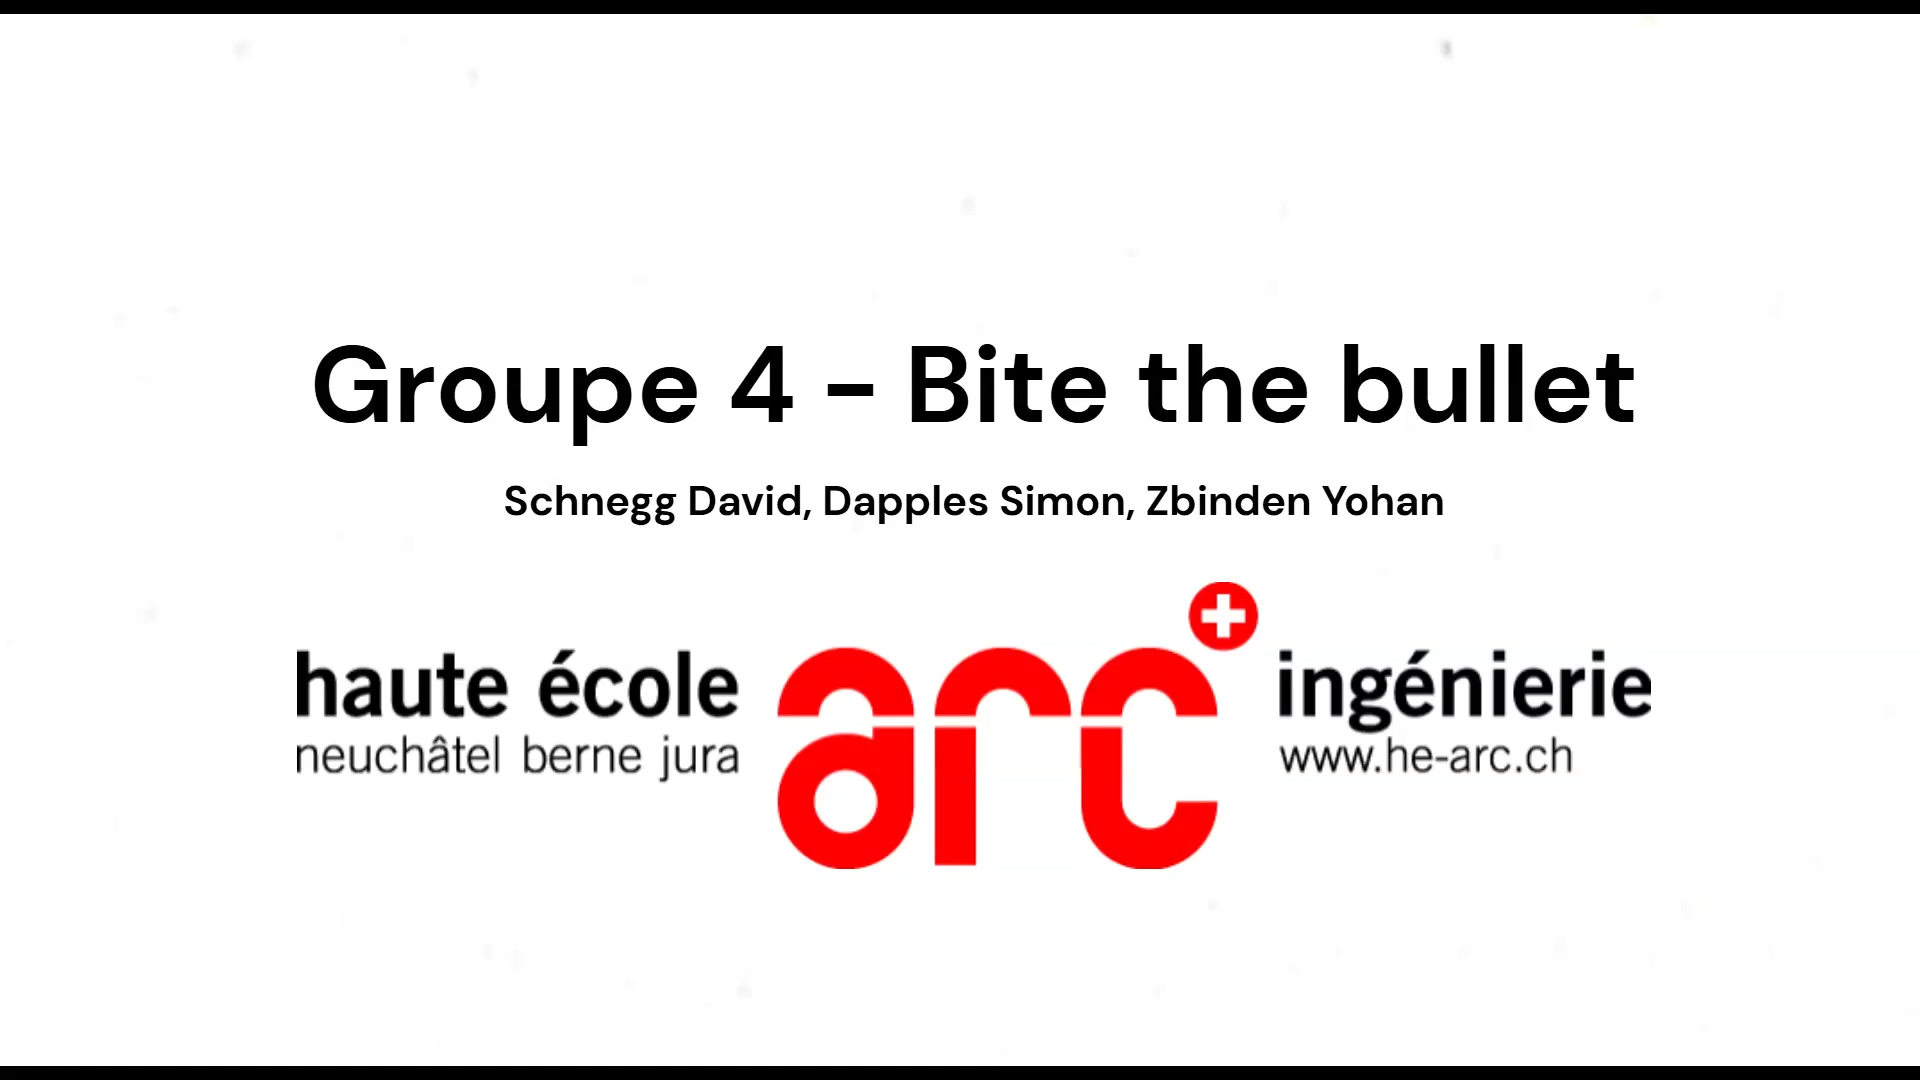 Groupe 4 - Bite the bullet
Schnegg David, Dapples Simon, Zbinden Yohan
haute école
neuchâtel berne jura
arc
ingénierie
www.he-arc.ch